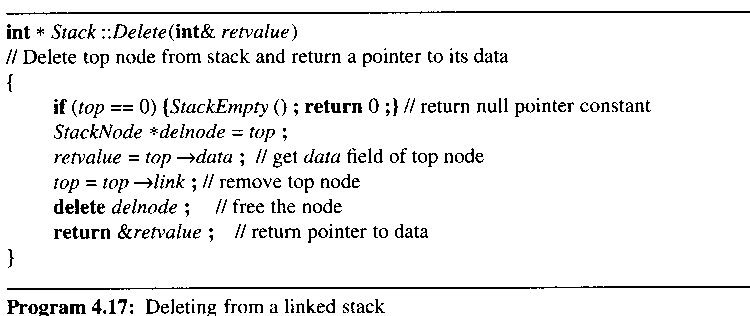 int * Stack ::Delete(int& retvalue)
// Delete top node from stack and return a pointer to its data
{
if (top == 0) {StackEmpty () ; return 0 ;} // return null pointer constant
StackNode *delnode = top ;
retvalue = top →data ; // get data field of top node
top = top →link ; // remove top node
delete delnode ; // free the node
return &retvalue ; // return pointer to data
}
Program 4.17: Deleting from a linked stack